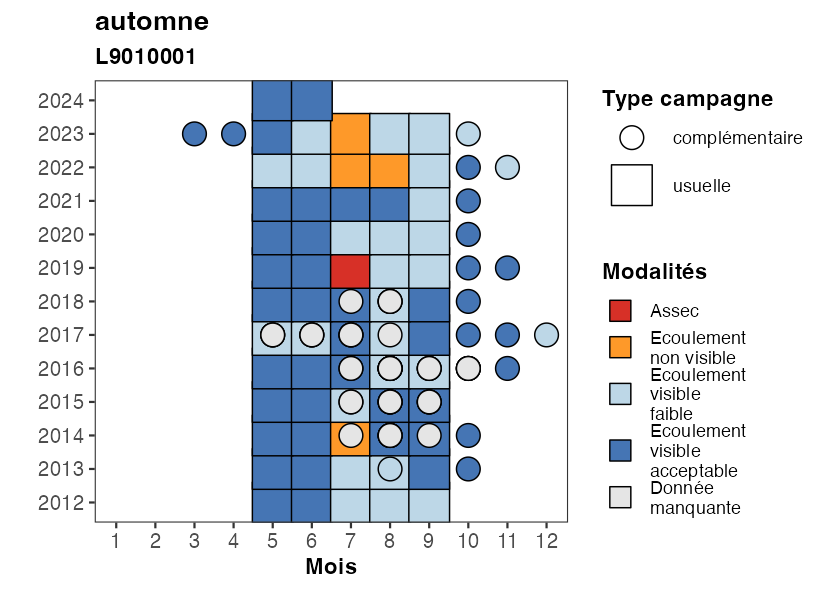 automne
L9010001
2024
2023
2022
2021
2020
2019
2018
2017
2016
2015
2014
2013
2012
1 2 3 4 5 6 7 8 9 10 11 12
Mois
Type campagne
complémentaire
usuelle
Modalités
Assec
Ecoulement
non visible
Ecoulement
visible
faible
Ecoulement
visible
acceptable
Donnée
manquante